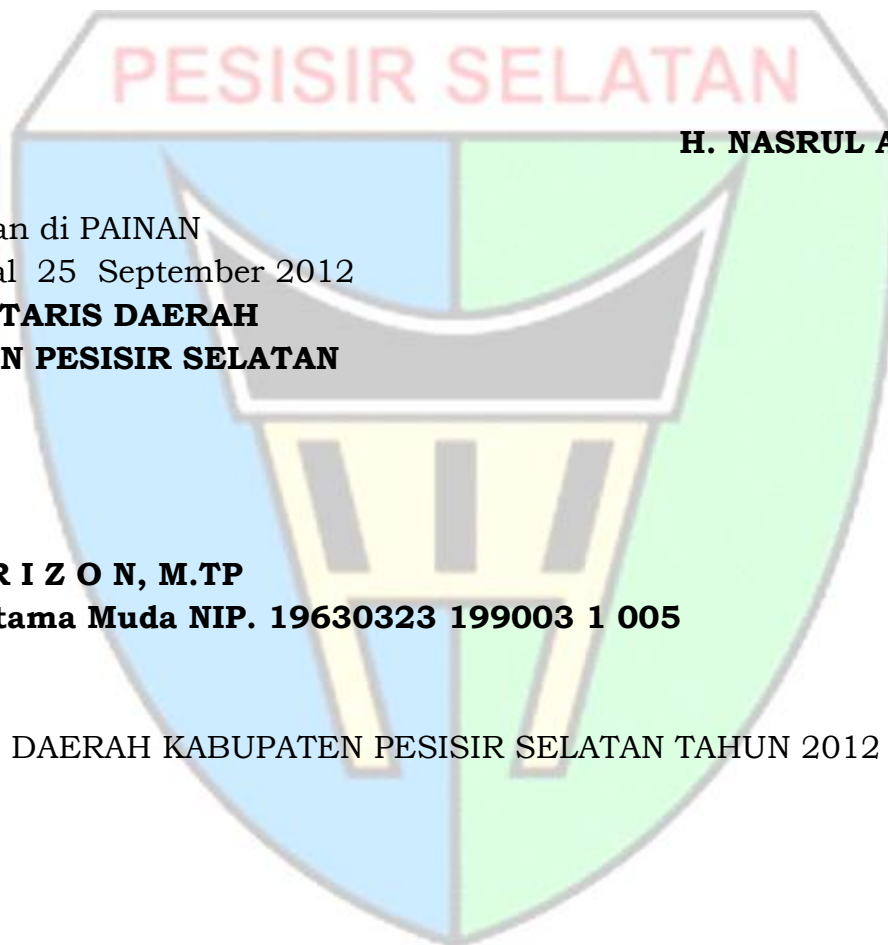 PESISIR SELATAN
H. NASRUL A
an di PAINAN
al 25 September 2012
TARIS DAERAH
N PESISIR SELATAN
R I Z O N, M.TP
tama Muda NIP. 19630323 199003 1 005
DAERAH KABUPATEN PESISIR SELATAN TAHUN 2012